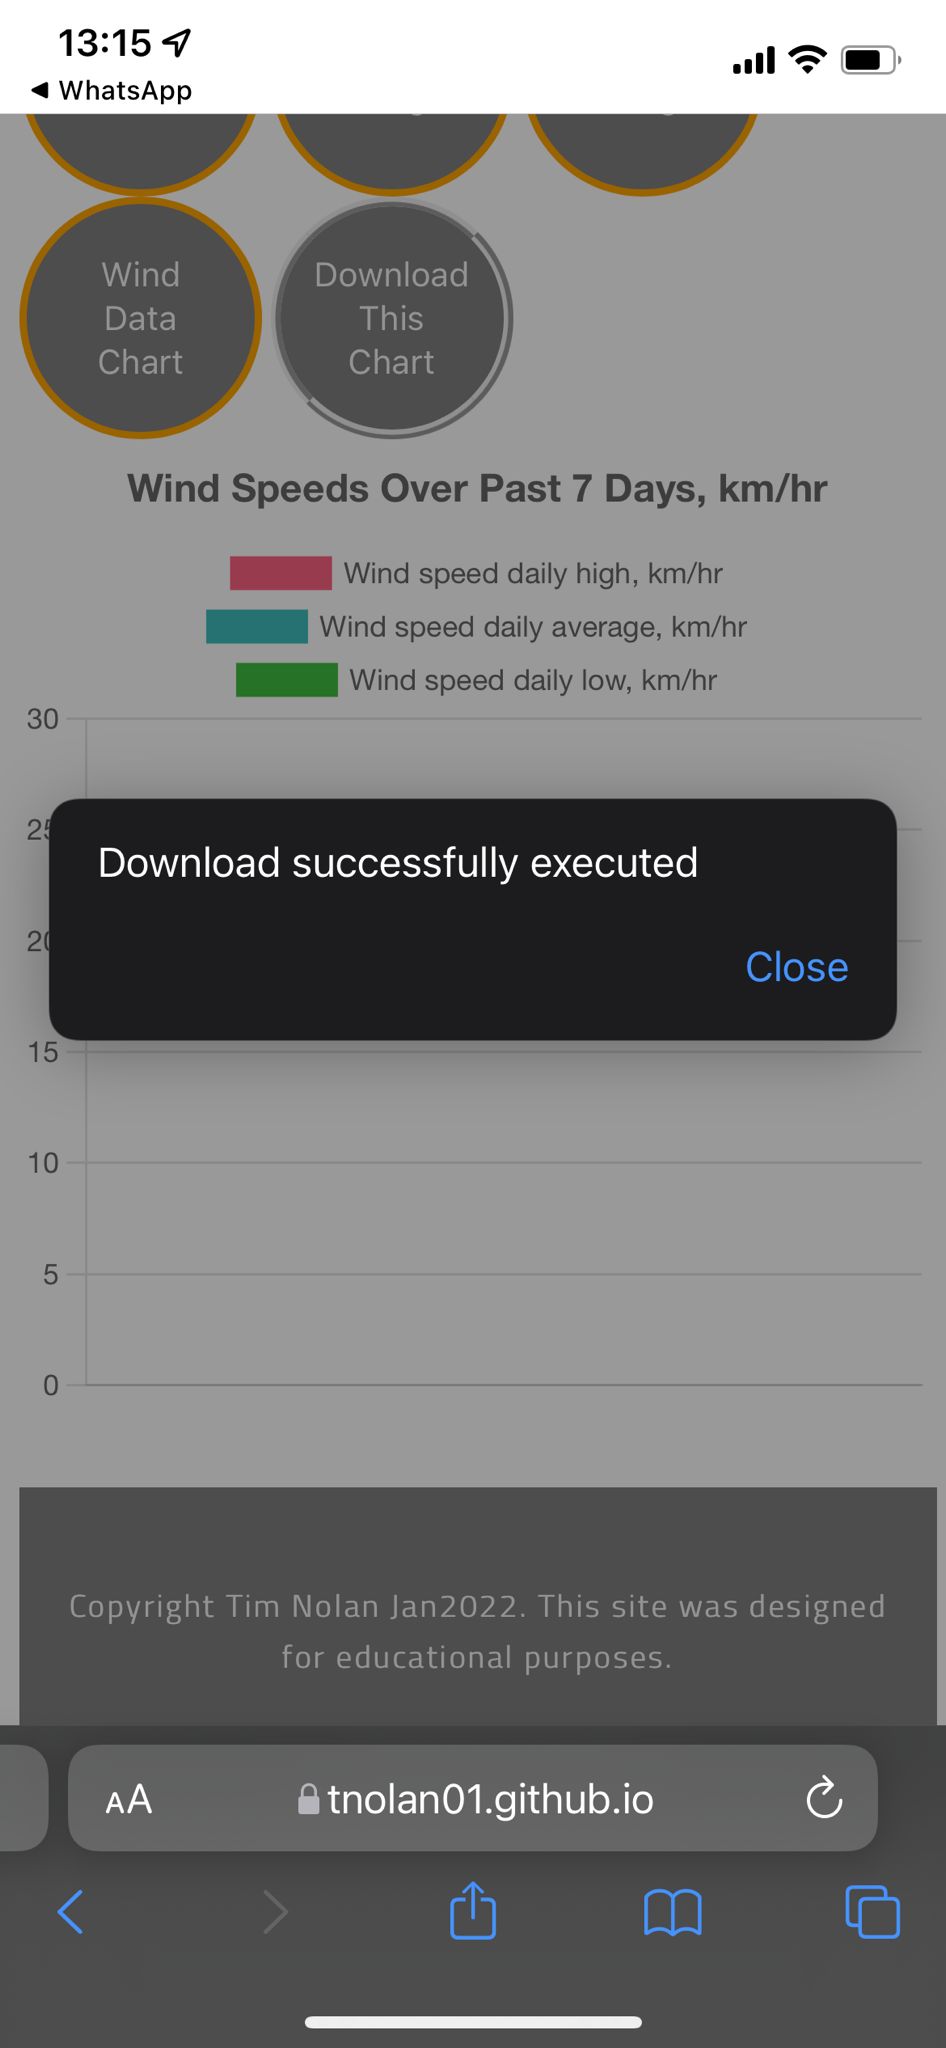 13:15
WhatsApp
Wind
Data
Chart
Download
This
Chart
Wind Speeds Over Past 7 Days, km/hr
Wind speed daily high, km/hr
Wind speed daily average, km/hr
Wind speed daily low, km/hr
30
25
20
Download successfully executed
Close
15
10
5
0
Copyright Tim Nolan Jan2022. This site was designed
for educational purposes.
AA
tnolan01.github.io